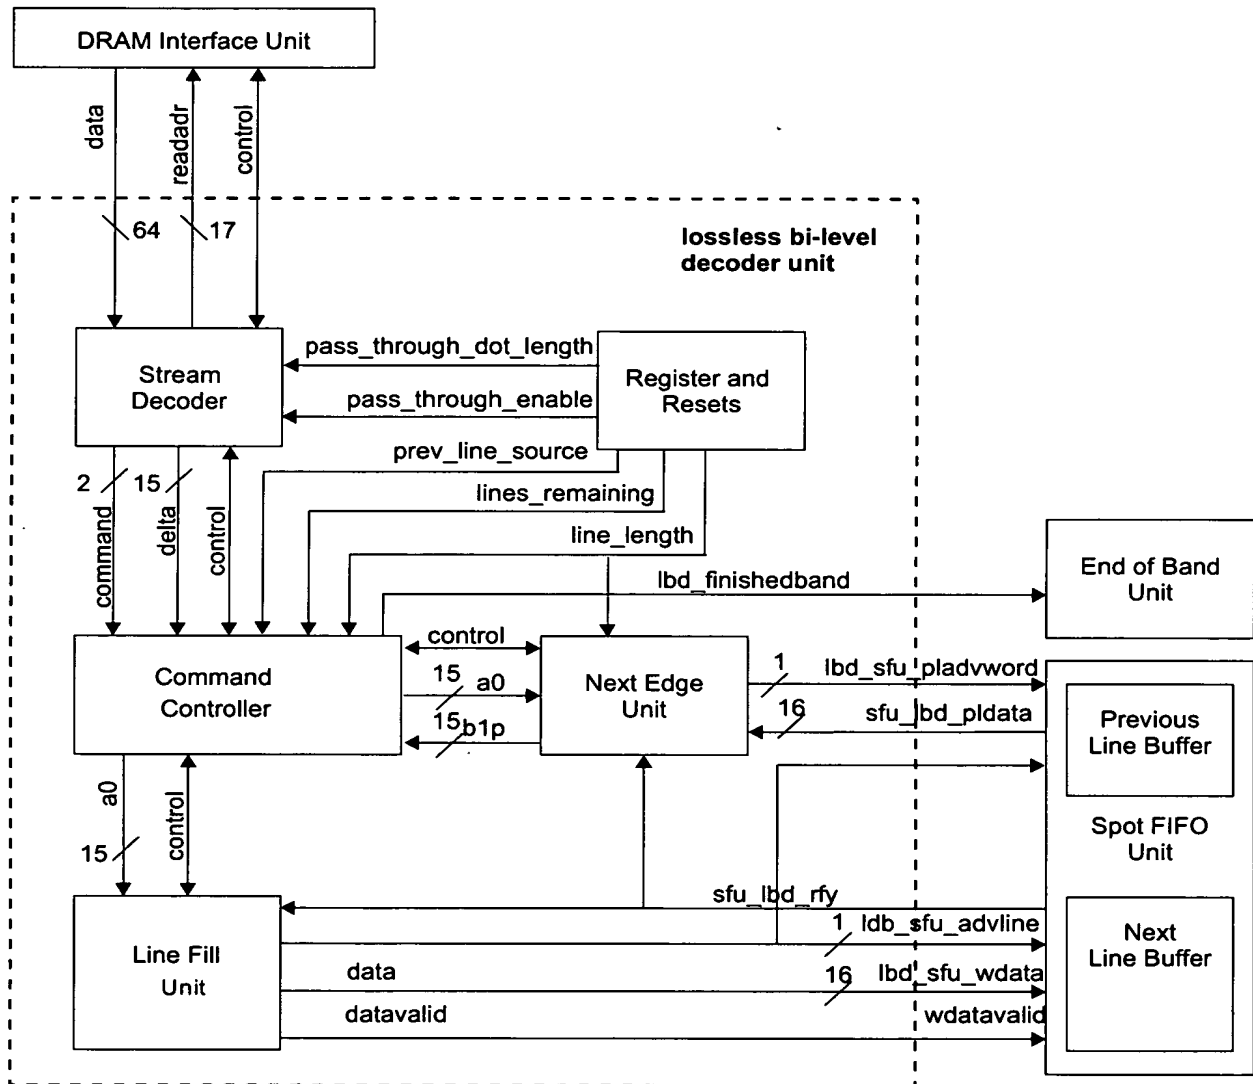 DRAM Interface Unit
data
readadr
control
64
17
lossless bi-level
decoder unit
Stream
Decoder
pass_through_dot_length
pass_through_enable
Register and
Resets
prev_line_source
lines_remaining
line_length
2
15
command
delta
control
lbd_finishedband
End of Band
Unit
Command
Controller
control
15
a0
15
b1p
Next Edge
Unit
1
lbd_sfu_pladvword
16
sfu_lbd_pldata
Previous
Line Buffer
Spot FIFO
Unit
a0
15
control
sfu_lbd_rfy
1
ldb_sfu_advline
Line Fill
Unit
data
16
lbd_sfu_wdata
datavalid
wdatavalid
Next
Line Buffer